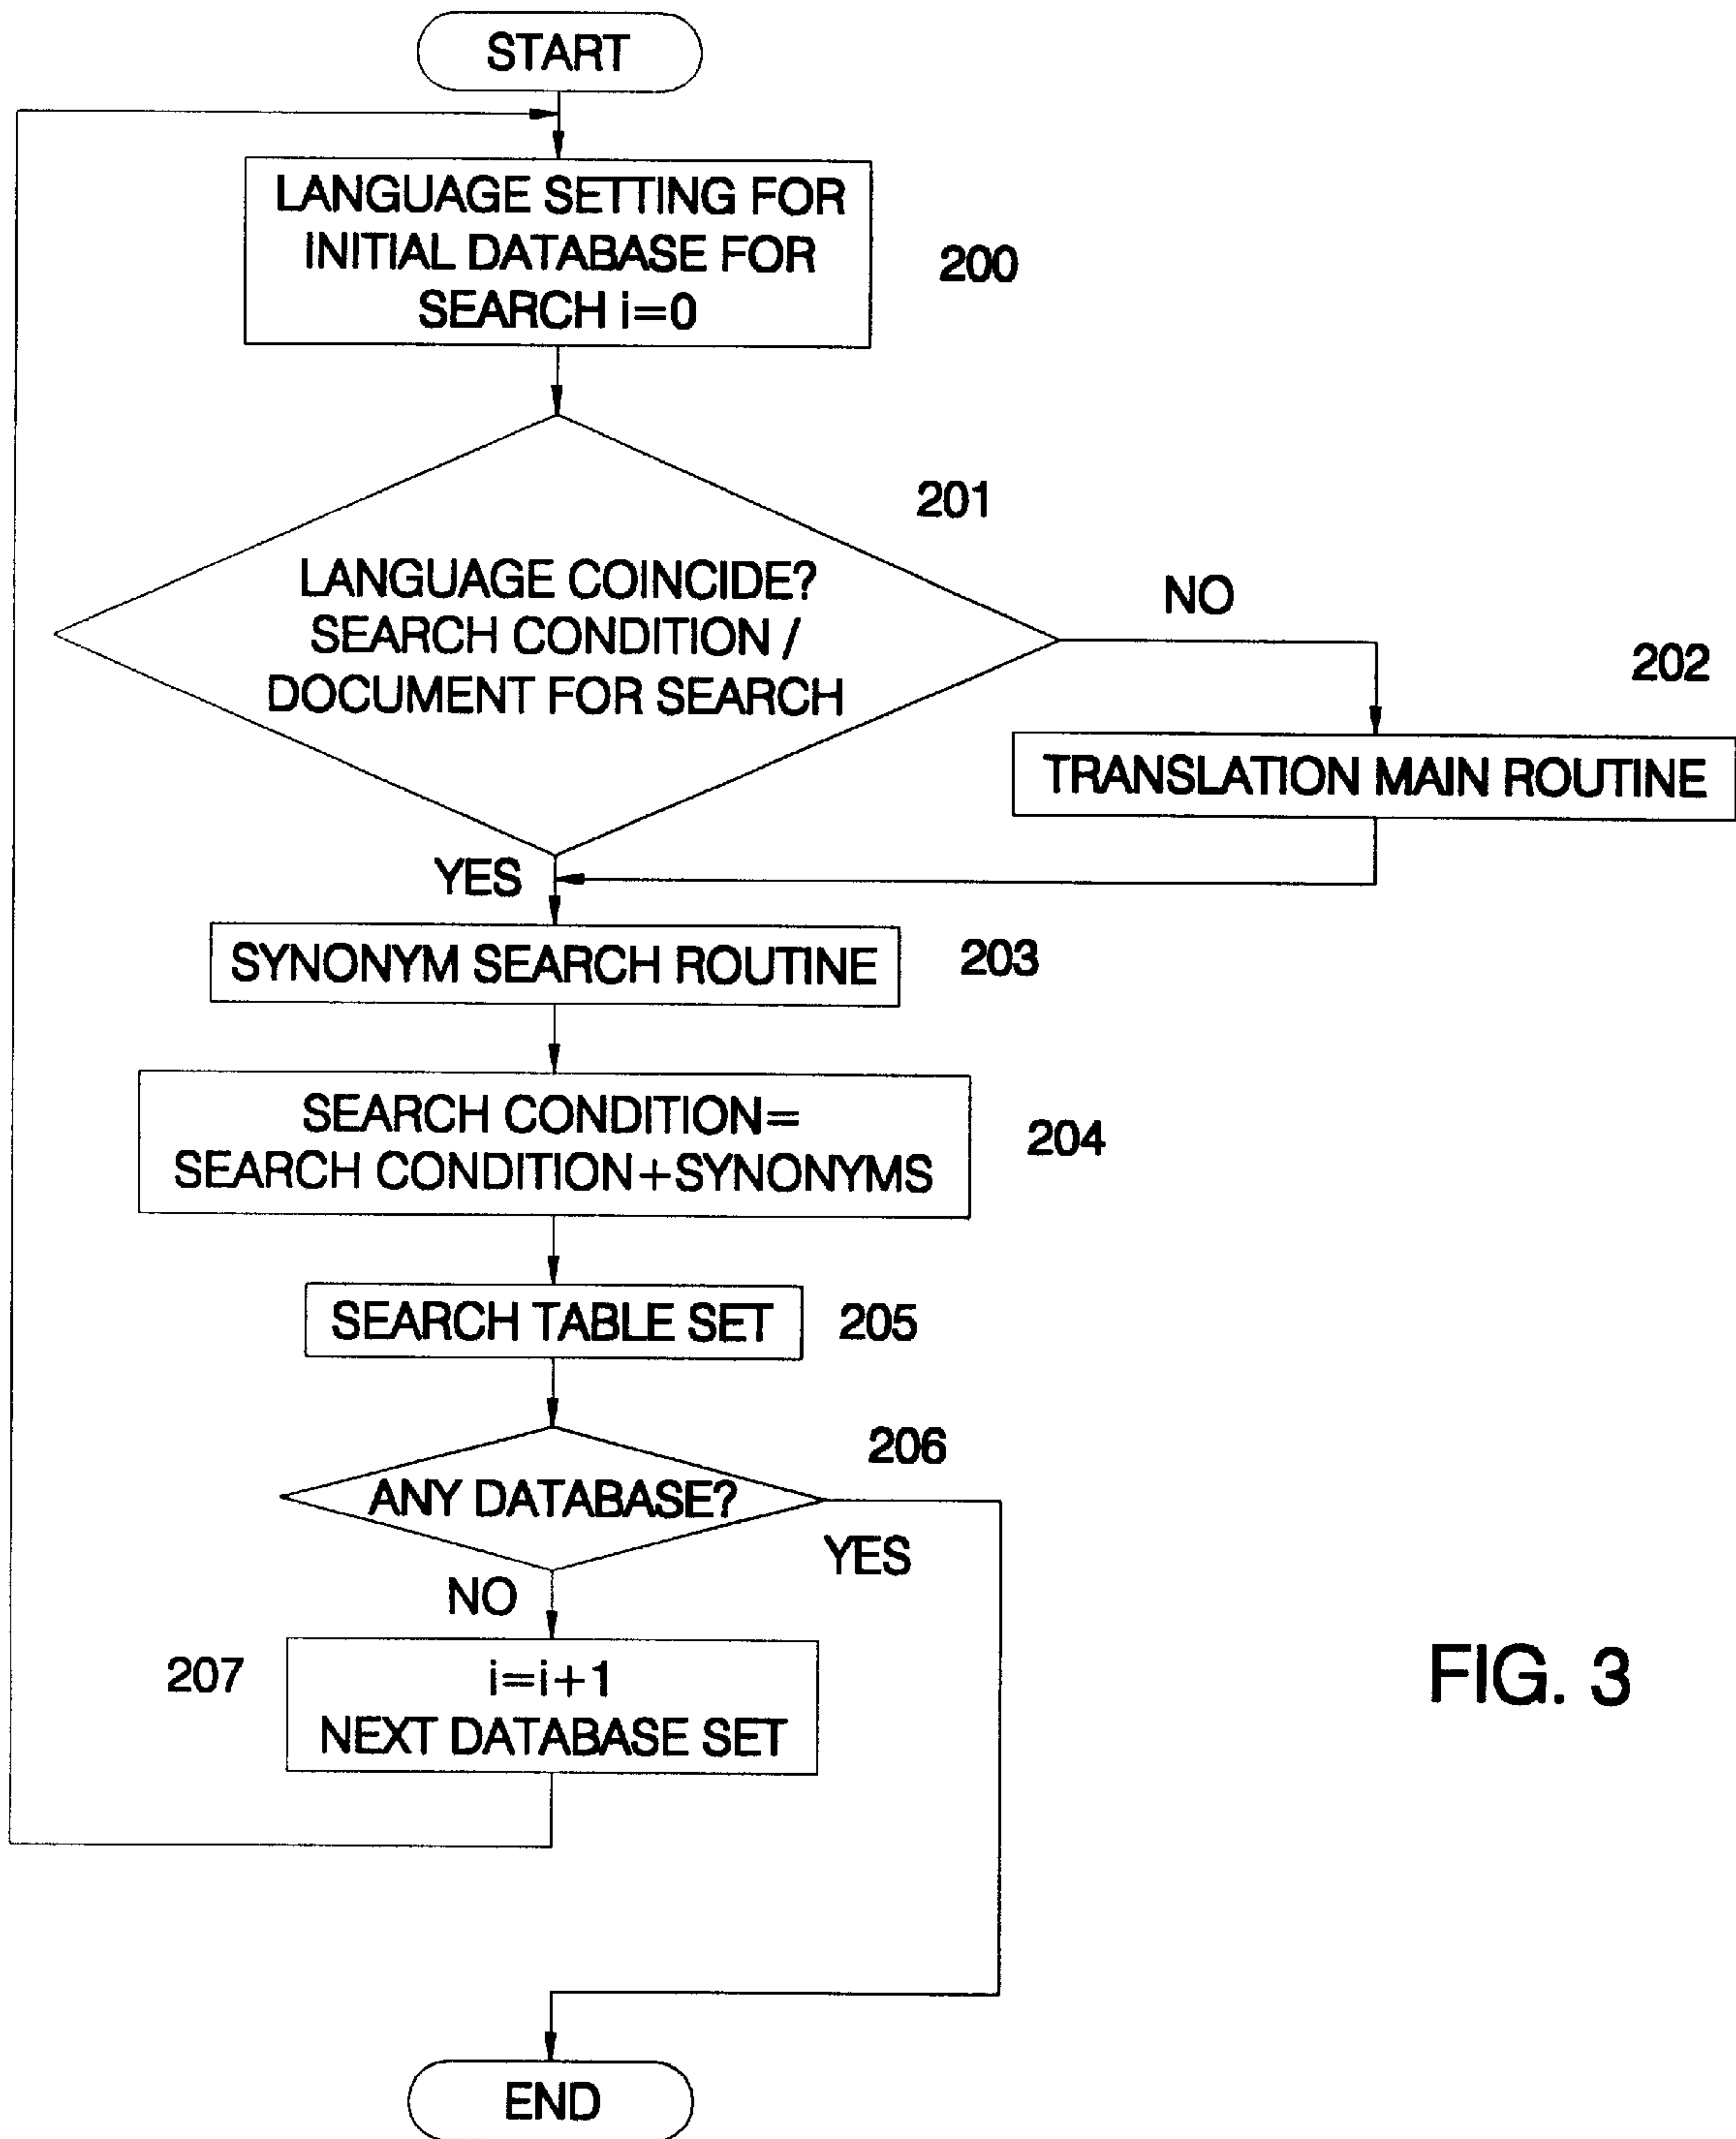 START
LANGUAGE SETTING FOR
INITIAL DATABASE FOR
SEARCH i=0
200
201
LANGUAGE COINCIDE?
SEARCH CONDITION /
DOCUMENT FOR SEARCH
NO
202
TRANSLATION MAIN ROUTINE
YES
SYNONYM SEARCH ROUTINE
203
SEARCH CONDITION=
SEARCH CONDITION+SYNONYMS
204
SEARCH TABLE SET
205
206
ANY DATABASE?
YES
NO
207
i=i+1
NEXT DATABASE SET
FIG. 3
END